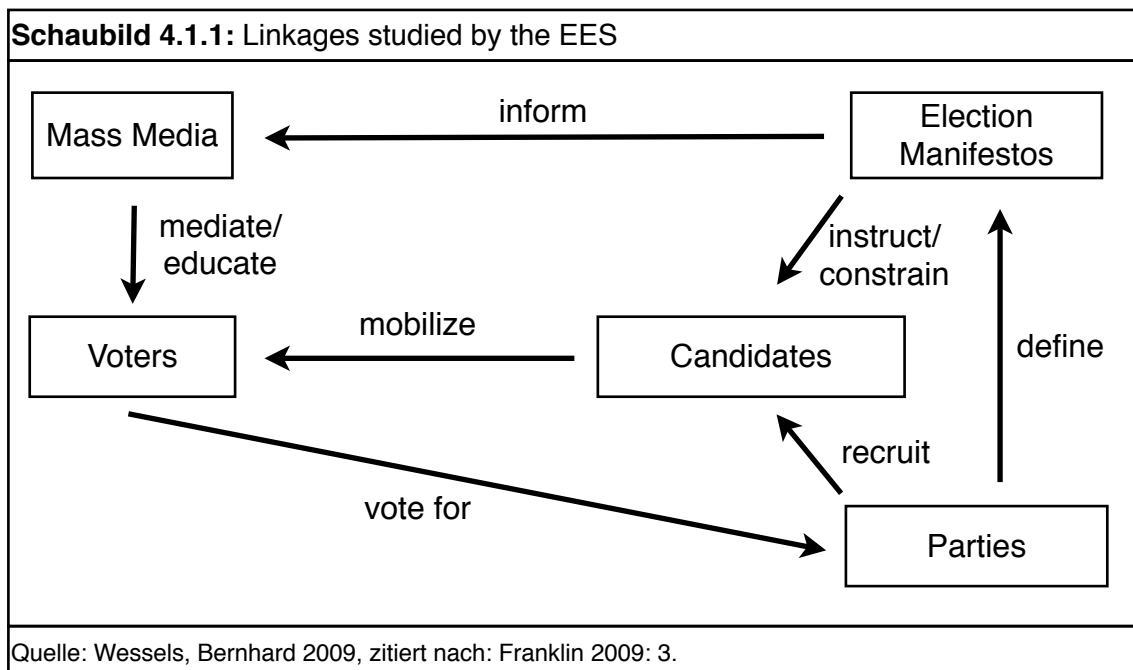 Schaubild 4.1.1: Linkages studied by the EES
inform
Mass Media
Election
Manifestos
mediate/
educate
instruct/
constrain
mobilize
define
Voters
Candidates
recruit
vote for
Parties
Quelle: Wessels, Bernhard 2009, zitiert nach: Franklin 2009: 3.